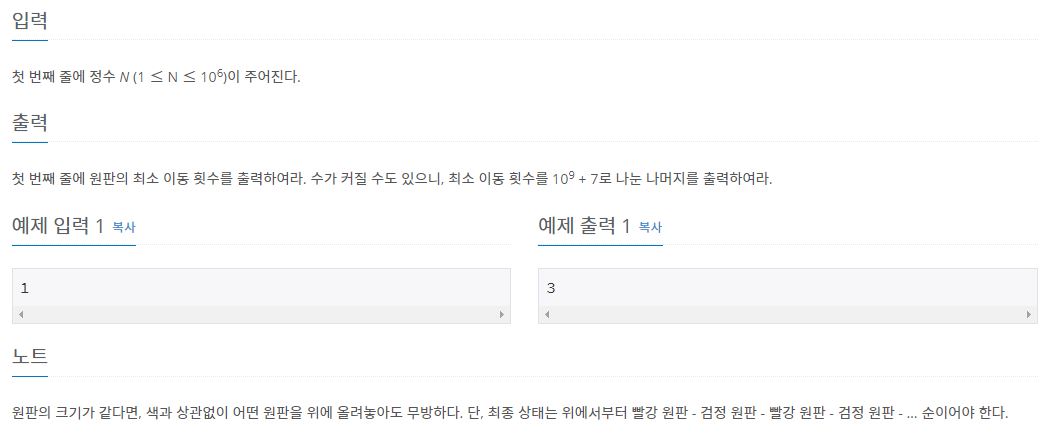 입력
첫 번째 줄에 정수 N (1 ≤ N ≤ 10⁶)이 주어진다.
출력
첫 번째 줄에 원판의 최소 이동 횟수를 출력하여라. 수가 커질 수도 있으니, 최소 이동 횟수를 10⁹ + 7로 나눈 나머지를 출력하여라.
예제 입력 1 복사
1
예제 출력 1 복사
3
노트
원판의 크기가 같다면, 색과 상관없이 어떤 원판을 위에 올려놓아도 무방하다. 단, 최종 상태는 위에서부터 빨강 원판 - 검정 원판 - 빨강 원판 - 검정 원판 - ... 순이어야 한다.